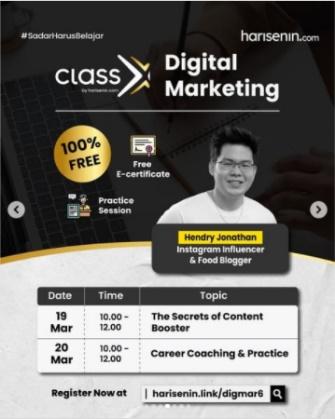 #SadarHarusBelajar
harisenin.com
class X
by harisenin.com
Digital
Marketing
100%
FREE
Free
E-certificate
Practice
Session
Hendry Jonathan
Instagram Influencer
& Food Blogger
Date Time Topic
19 Mar 10.00 - 12.00 The Secrets of Content Booster
20 Mar 10.00 - 12.00 Career Coaching & Practice
Register Now at harisenin.link/digmar6